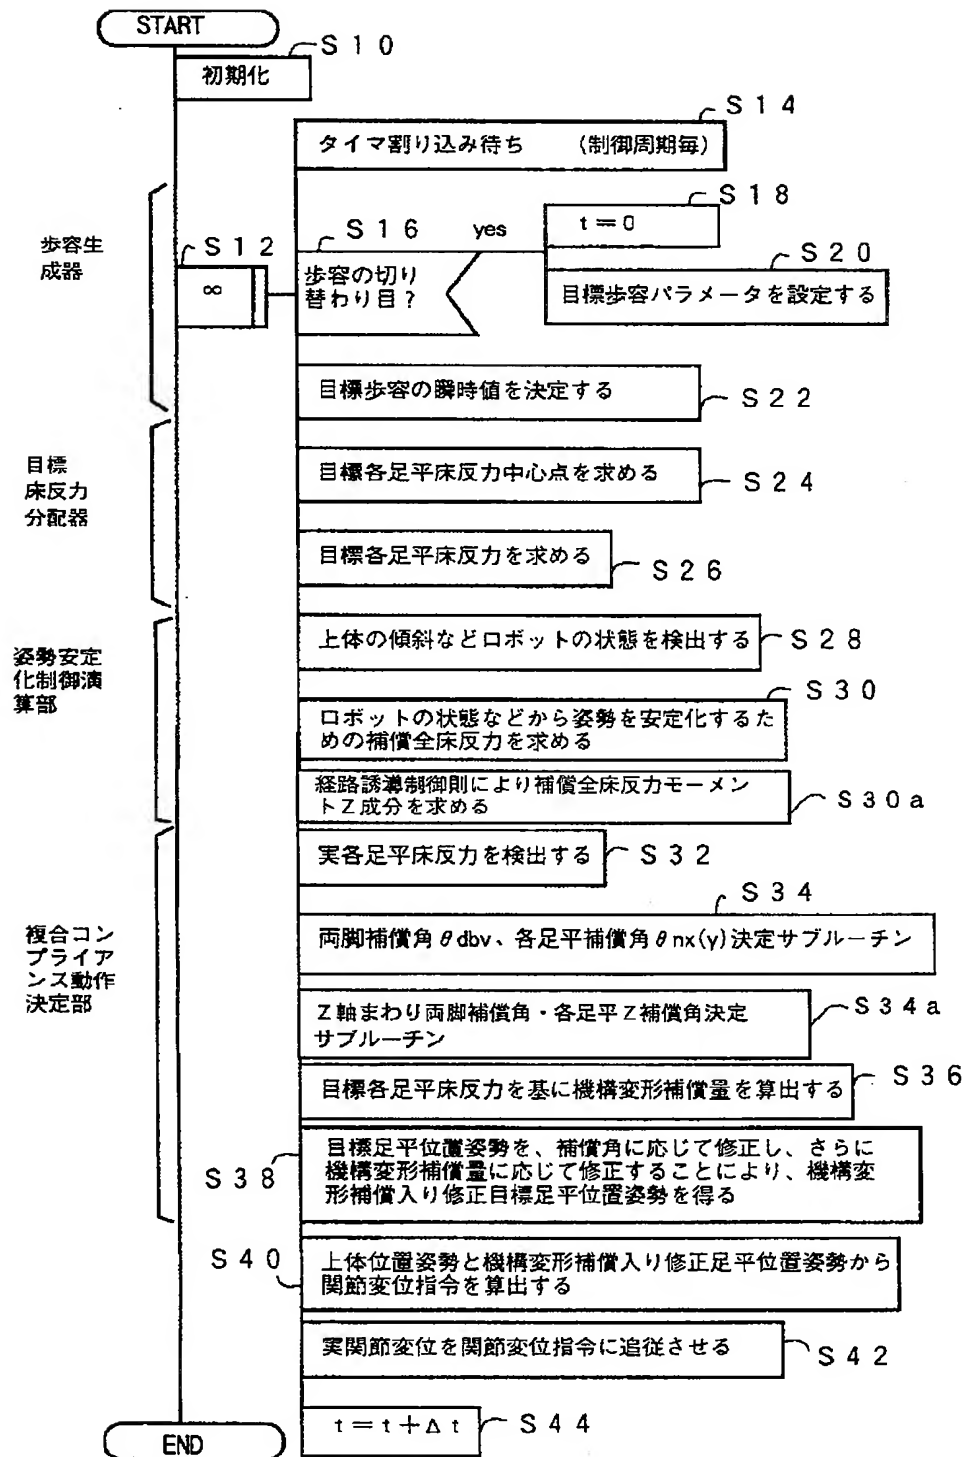 START
S10
初期化
S14
タイマ割り込み待ち (制御周期毎)
S18
t=0
S16
yes
歩容生
成器
S12
∞
歩容の切り
替わり目?
S20
目標歩容パラメータを設定する
目標歩容の瞬時値を決定する
S22
目標
床反力
分配器
目標各足平床反力中心点を求める
S24
目標各足平床反力を求める
S26
姿勢安定
化制御演
算部
上体の傾斜などロボットの状態を検出する
S28
S30
ロボットの状態などから姿勢を安定化するた
めの補償全床反力を求める
経路誘導制御則により補償全床反力モーメン
トZ成分を求める
S30a
複合コン
プライア
ンス動作
決定部
実各足平床反力を検出する
S32
S34
両脚補償角θdbv、各足平補償角θnx(y)決定サブルーチン
Z軸まわり両脚補償角・各足平Z補償角決定
サブルーチン
S34a
目標各足平床反力を基に機構変形補償量を算出する
S36
S38
目標足平位置姿勢を、補償角に応じて修正し、さらに
機構変形補償量に応じて修正することにより、機構変
形補償入り修正目標足平位置姿勢を得る
S40
上体位置姿勢と機構変形補償入り修正足平位置姿勢から
関節変位指令を算出する
実関節変位を関節変位指令に追従させる
S42
t=t+Δt
S44
END